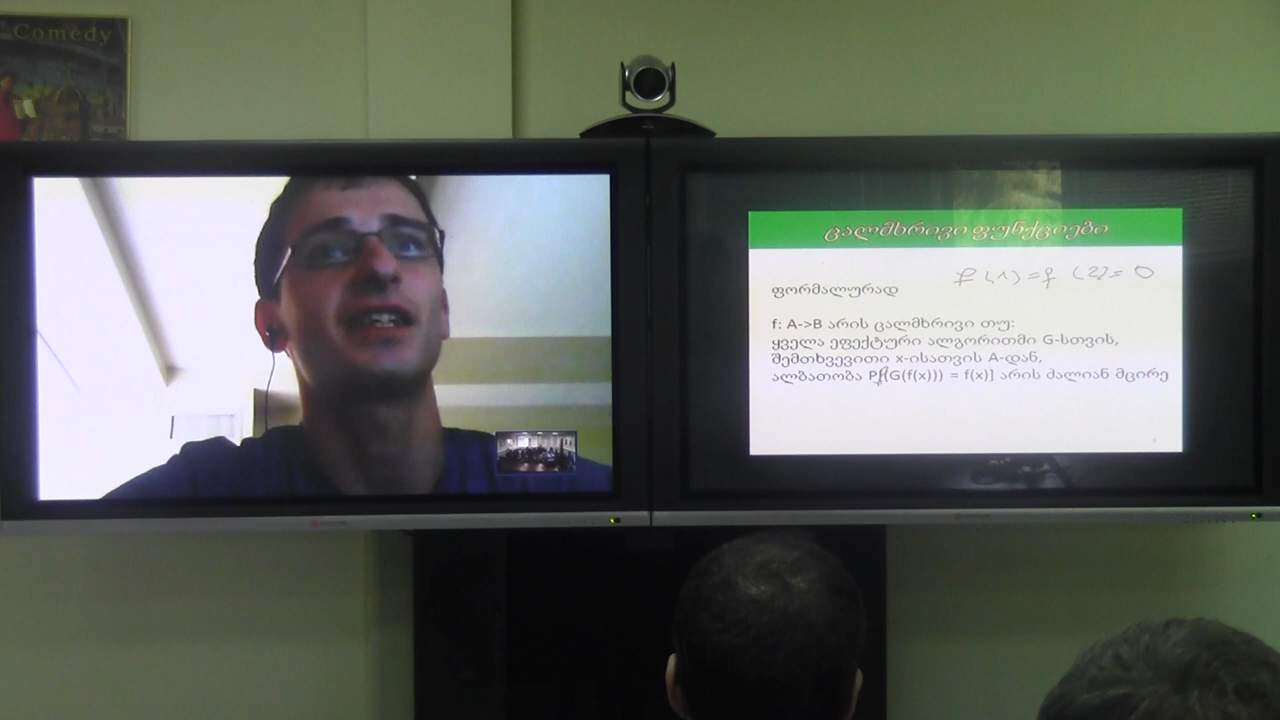 Comedy
ცალმხრივი ფუნქციები
f(1)=f(2)=0
ფორმალურად
f: A->B არის ცალმხრივი თუ:
ყველა ეფექტური ალგორითმი G-სთვის,
შემთხვევითი x-ისათვის A-დან,
ალბათობა P[f(G(f(x))) = f(x)] არის ძალიან მცირე